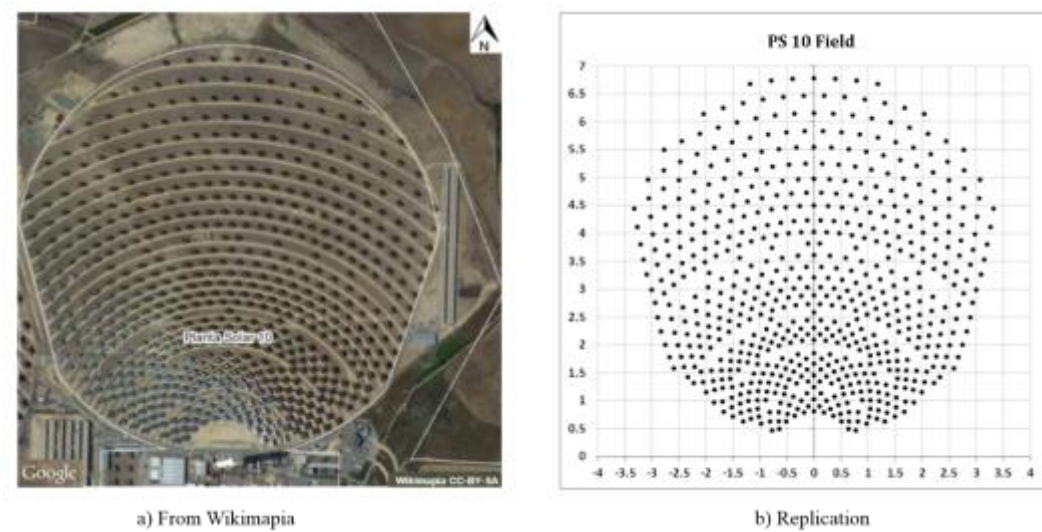 N
Planta Solar 10
Google
Wikimapia CC-BY-SA
a) From Wikimapia
PS 10 Field
7
6.5
6
5.5
5
4.5
4
3.5
3
2.5
2
1.5
1
0.5
0
-4 -3.5 -3 -2.5 -2 -1.5 -1 -0.5 0 0.5 1 1.5 2 2.5 3 3.5 4
b) Replication